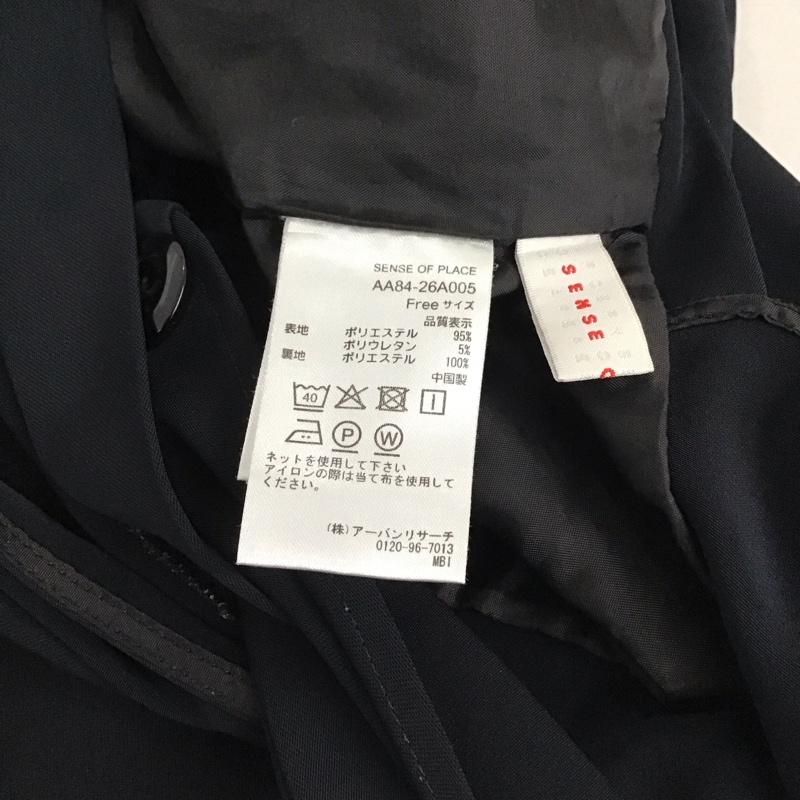 SENSE OF PLACE
AA84-26A005
Free サイズ
品質表示
表地 ポリエステル 95%
ポリウレタン 5%
裏地 ポリエステル 100%
中国製
40
P W
ネットを使用して下さい
アイロンの際は当て布を使用して
ください。
(株)アーバンリサーチ
0120-96-7013
MBI
SENSE